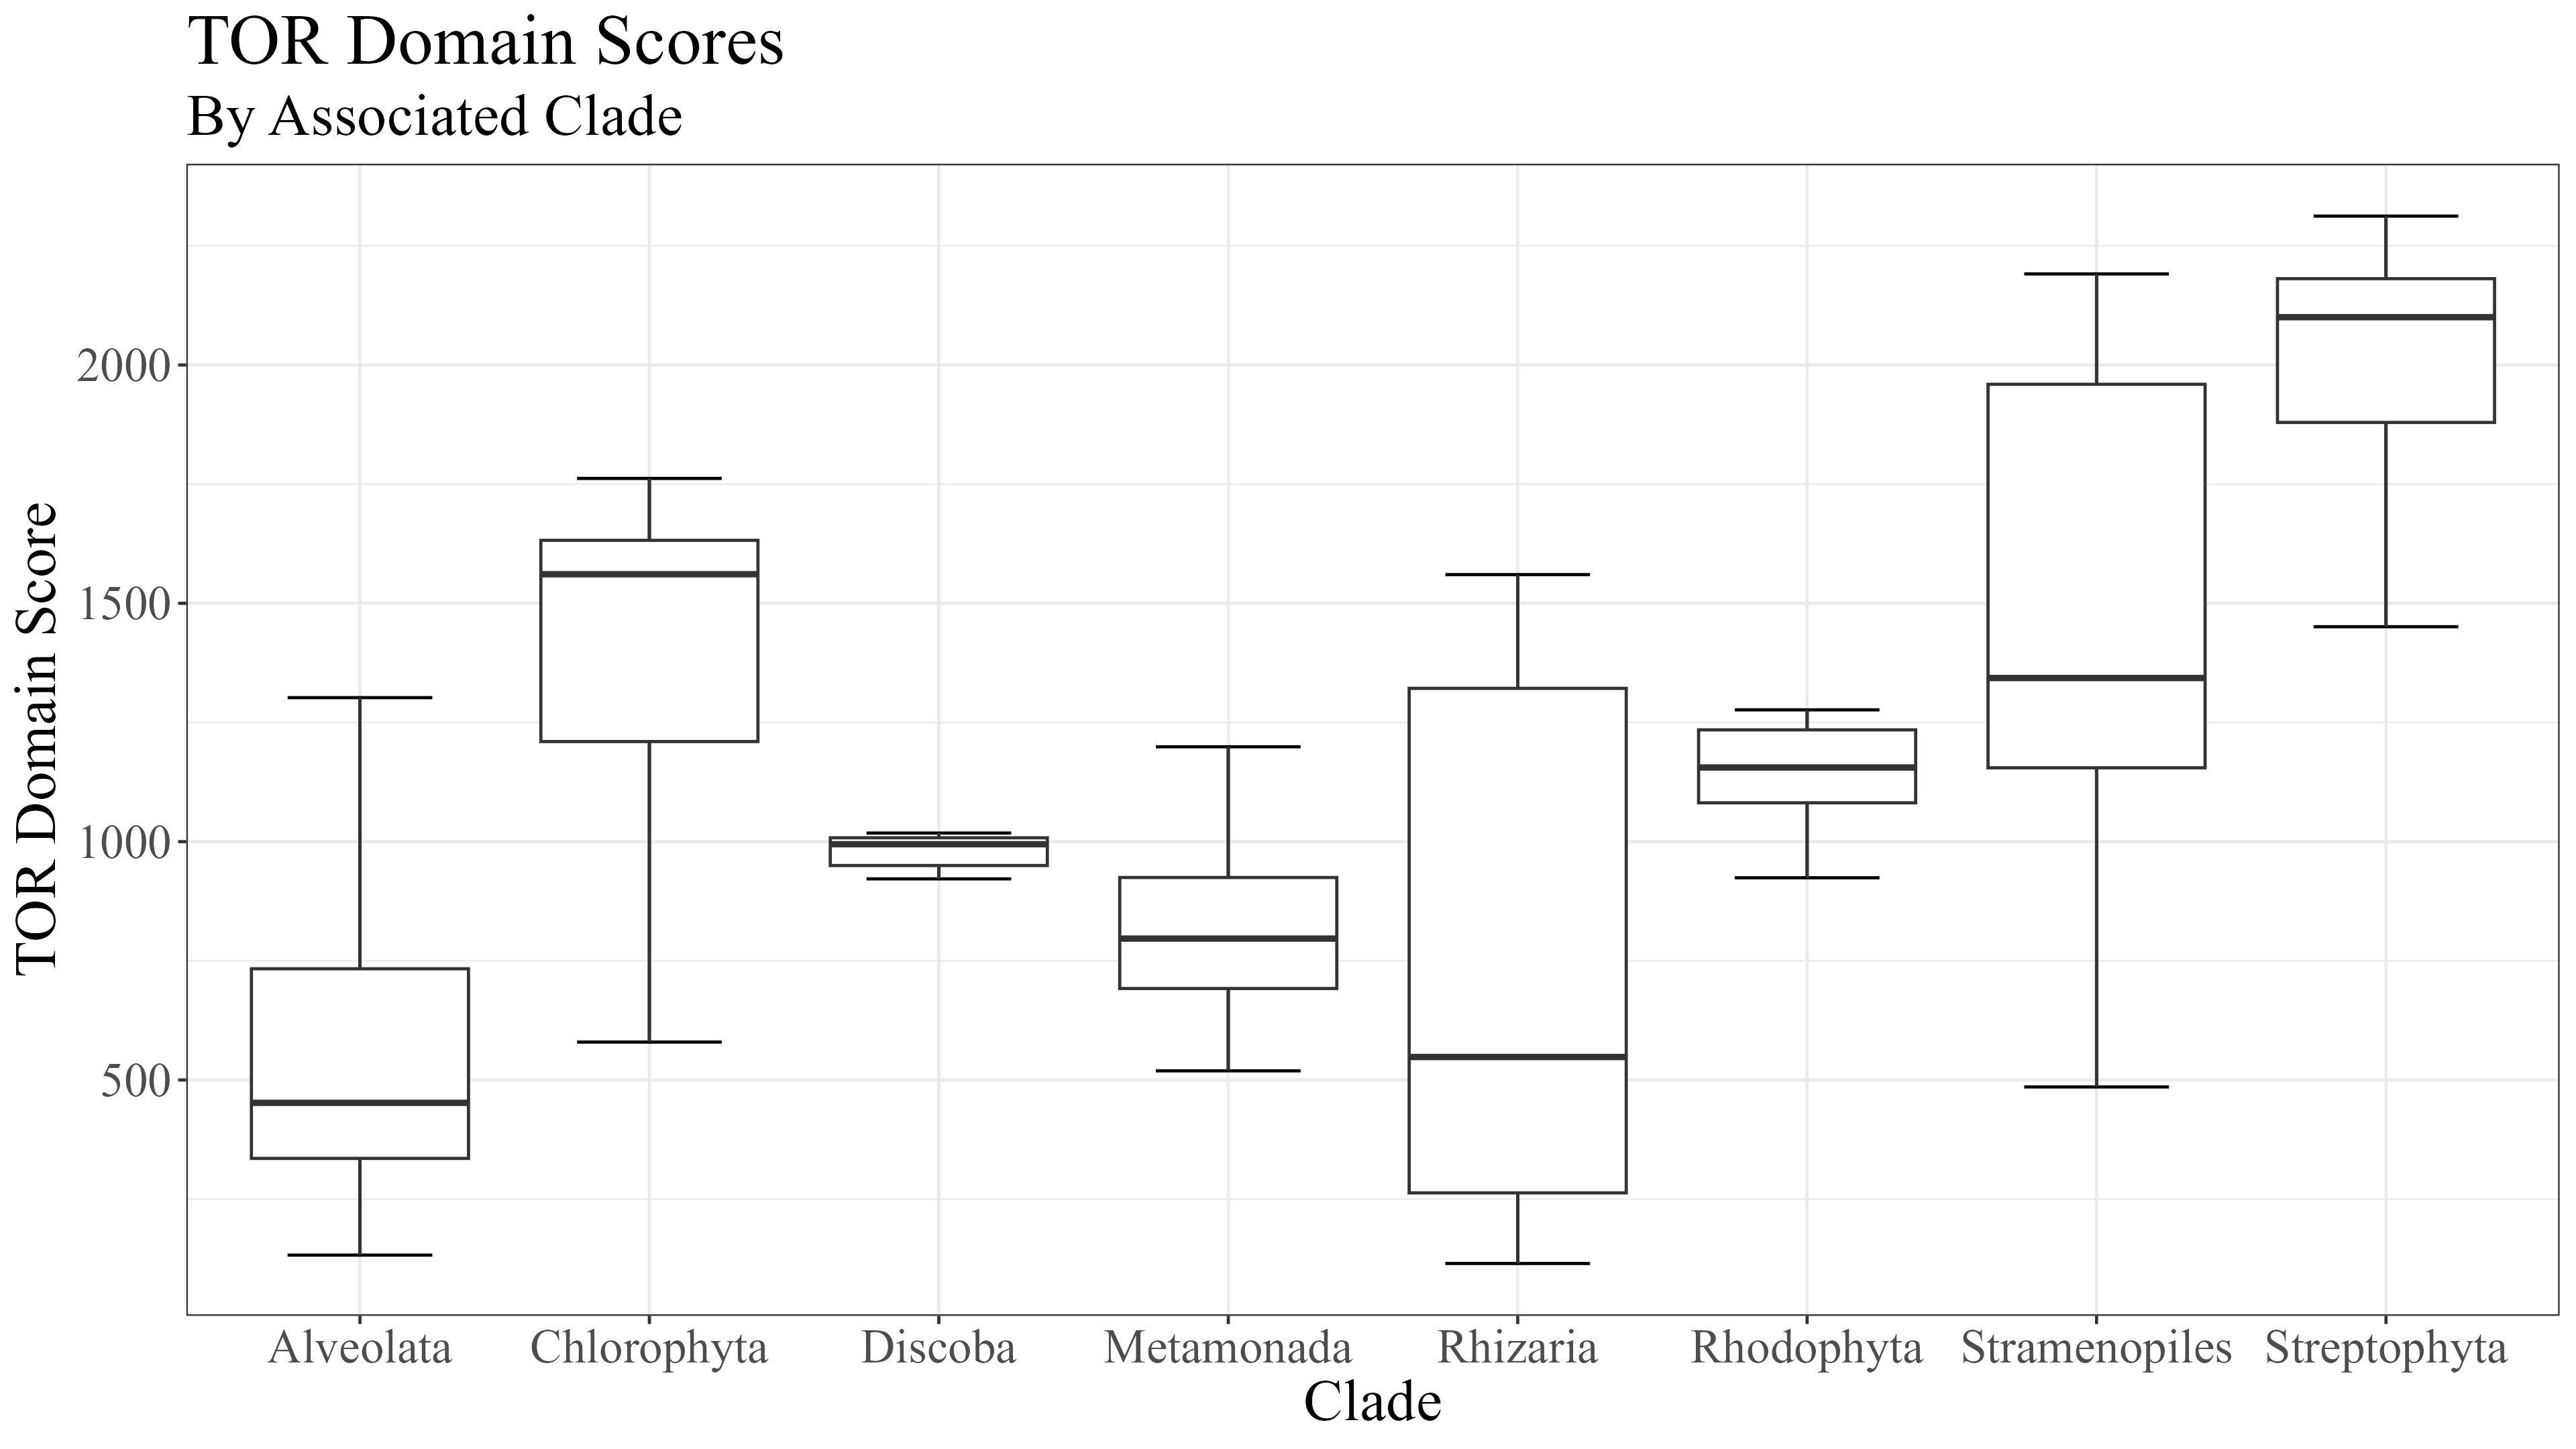 TOR Domain Scores
By Associated Clade
TOR Domain Score
2000
1500
1000
500
Alveolata Chlorophyta Discoba Metamonada Rhizaria Rhodophyta Stramenopiles Streptophyta
Clade